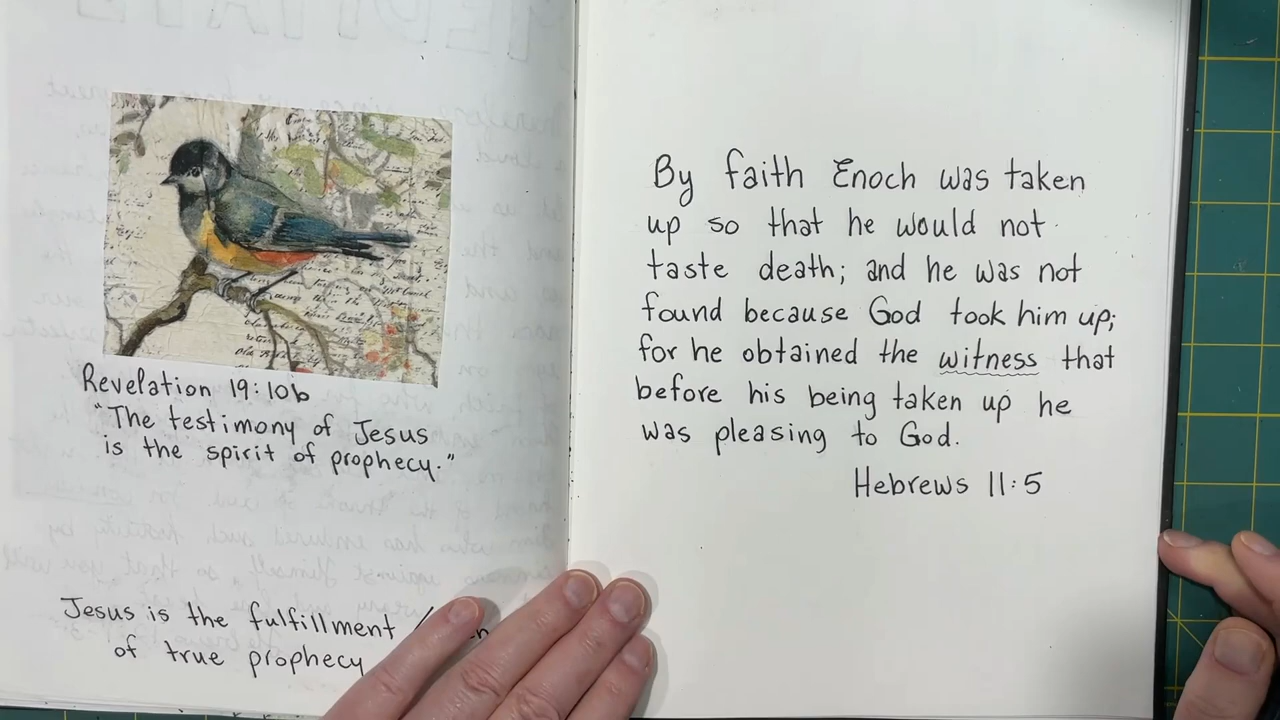 Revelation 19:10b
"The testimony of Jesus
is the spirit of prophecy."
Jesus is the fulfillment
of true prophecy
By faith Enoch was taken
up so that he would not
taste death; and he was not
found because God took him up;
for he obtained the witness that
before his being taken up he
was pleasing to God.
Hebrews 11:5